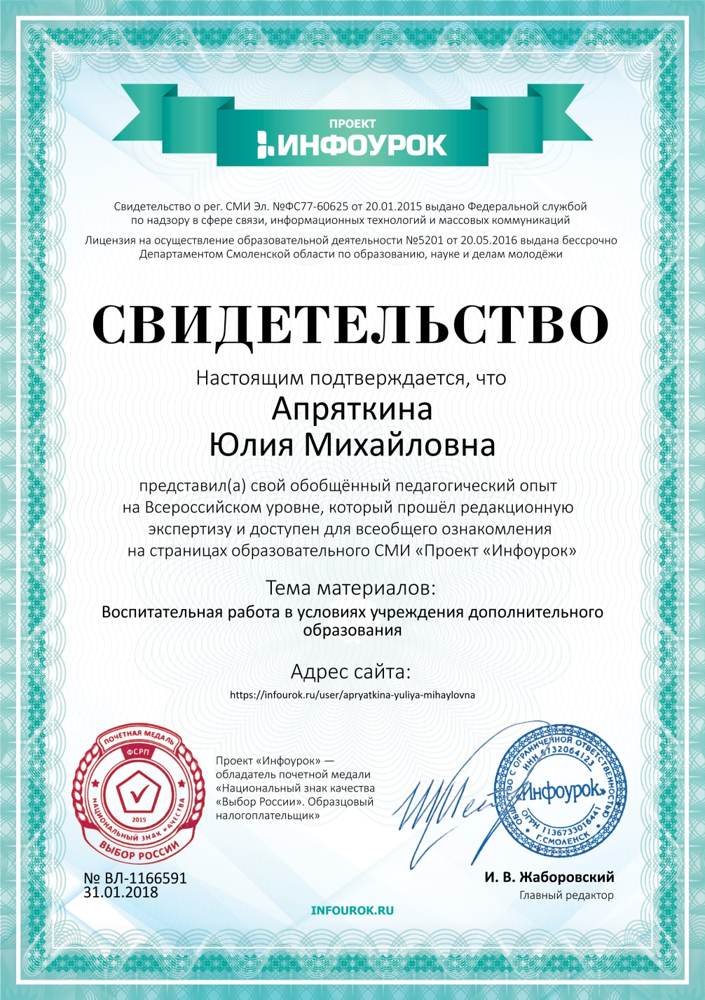 ПРОЕКТ
ИНФОУРОК
Свидетельство о рег. СМИ Эл. №ФС77-60625 от 20.01.2015 выдано Федеральной службой
по надзору в сфере связи, информационных технологий и массовых коммуникаций
Лицензия на осуществление образовательной деятельности №5201 от 20.05.2016 выдана бессрочно
Департаментом Смоленской области по образованию, науке и делам молодёжи
СВИДЕТЕЛЬСТВО
Настоящим подтверждается, что
Апряткина
Юлия Михайловна
представил(а) свой обобщённый педагогический опыт
на Всероссийском уровне, который прошёл редакционную
экспертизу и доступен для всеобщего ознакомления
на страницах образовательного СМИ «Проект «Инфоурок»
Тема материалов:
Воспитательная работа в условиях учреждения дополнительного
образования
Адрес сайта:
https://infourok.ru/user/apryatkina-yuliya-mihaylovna
ПОЧЁТНАЯ МЕДАЛЬ
ФСРП
2015
НАЦИОНАЛЬНЫЙ ЗНАК КАЧЕСТВА
ВЫБОР РОССИИ
Проект «Инфоурок» —
обладатель почетной медали
«Национальный знак качества
«Выбор России». Образцовый
налогоплательщик»
ОБЩЕСТВО С ОГРАНИЧЕННОЙ ОТВЕТСТВЕННОСТЬЮ
ИНН 6732064123
«Инфоурок»
ОГРН 1136733016441
Г.СМОЛЕНСК
№ ВЛ-1166591
31.01.2018
И. В. Жаборовский
Главный редактор
INFOUROK.RU